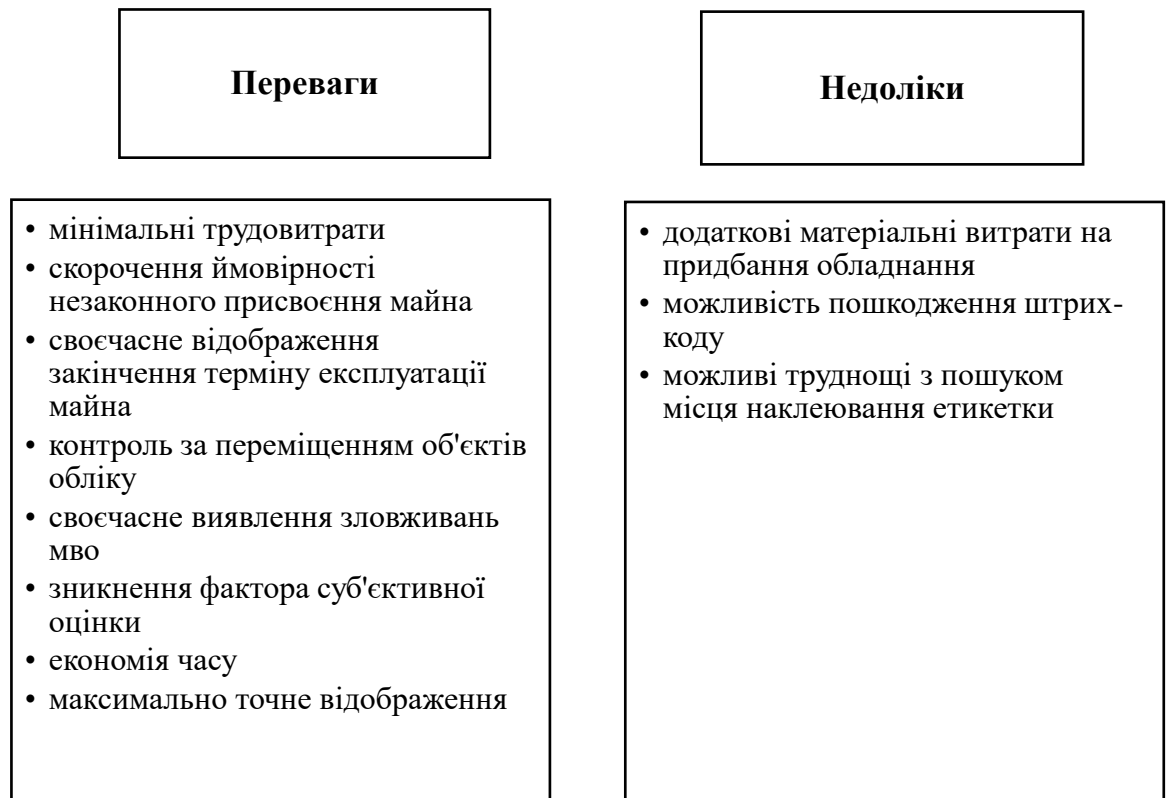 Переваги
• мінімальні трудовитрати
• скорочення ймовірності
незаконного присвоєння майна
• своєчасне відображення
закінчення терміну експлуатації
майна
• контроль за переміщенням об'єктів
обліку
• своєчасне виявлення зловживань
мво
• зникнення фактора суб'єктивної
оцінки
• економія часу
• максимально точне відображення
Недоліки
• додаткові матеріальні витрати на
придбання обладнання
• можливість пошкодження штрих-
коду
• можливі труднощі з пошуком
місця наклеювання етикетки